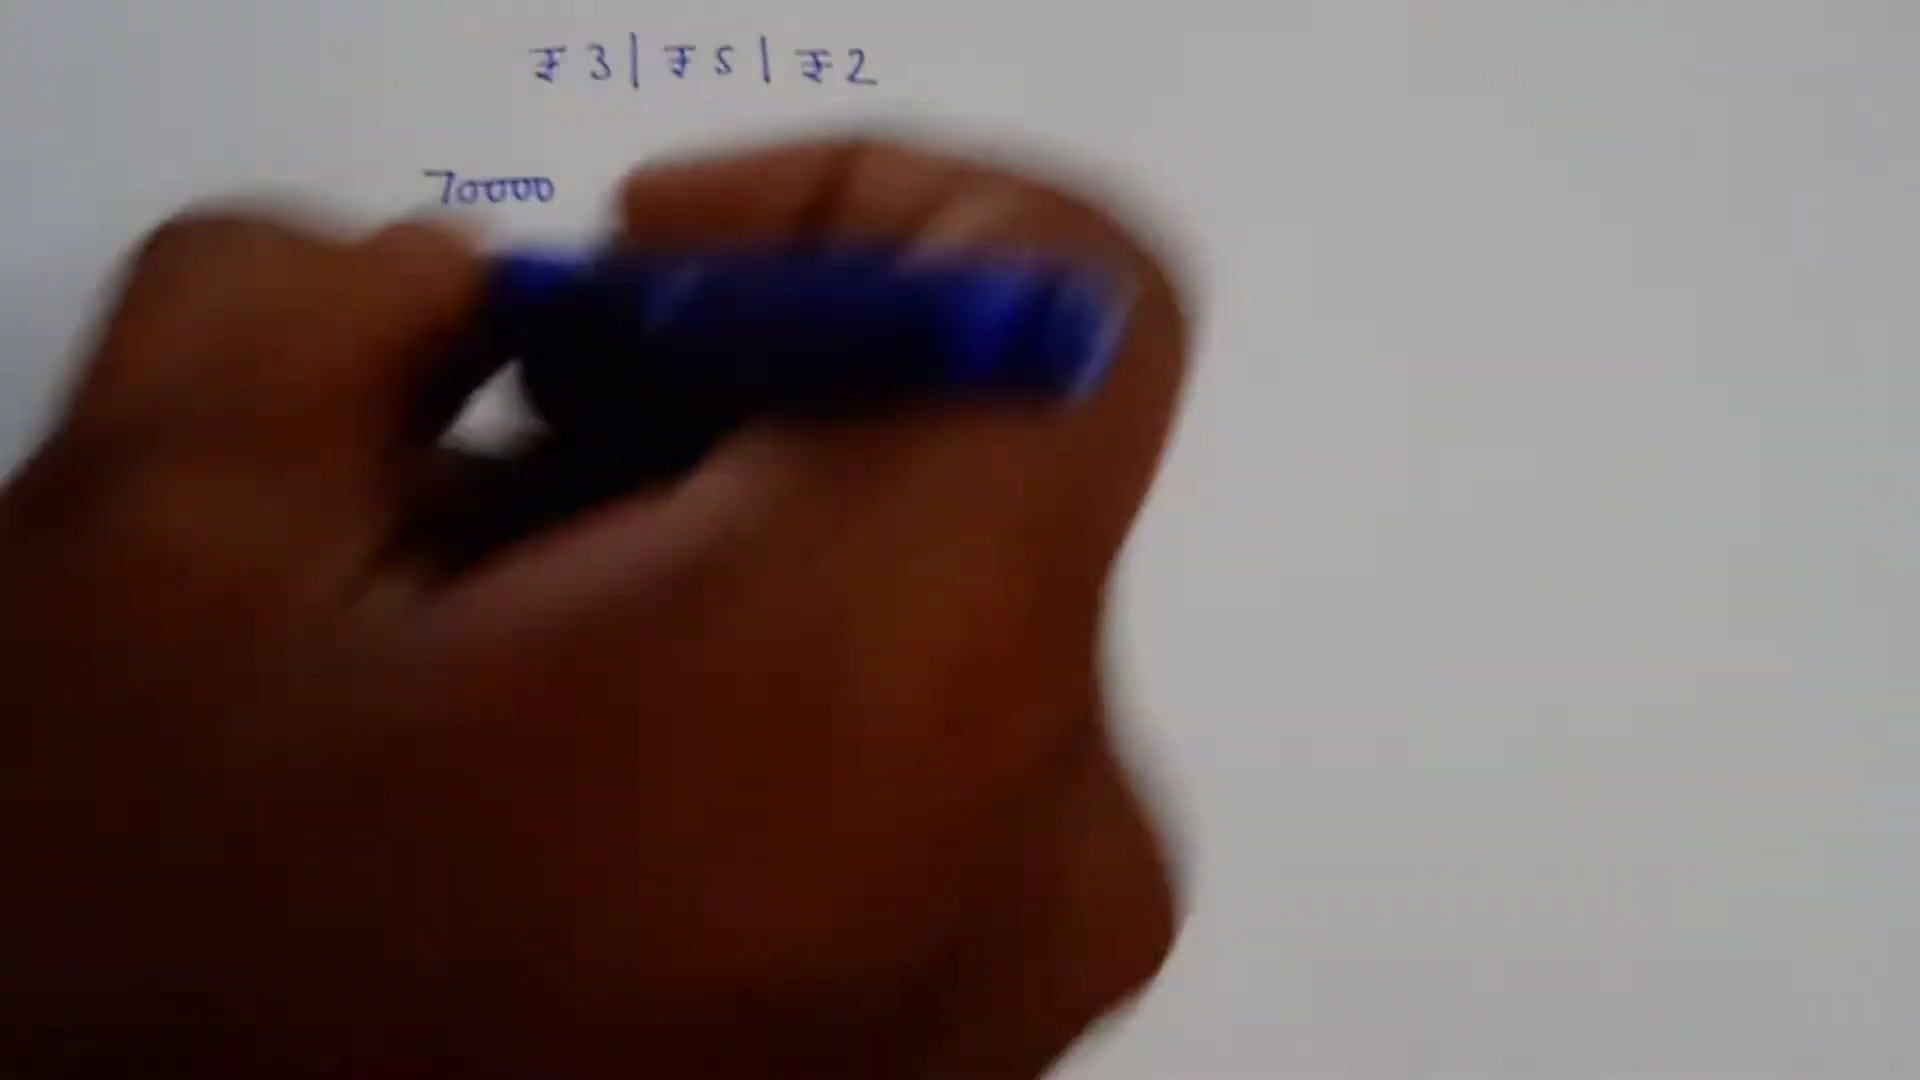 ₹ 3 | ₹ 5 | ₹ 2
70000